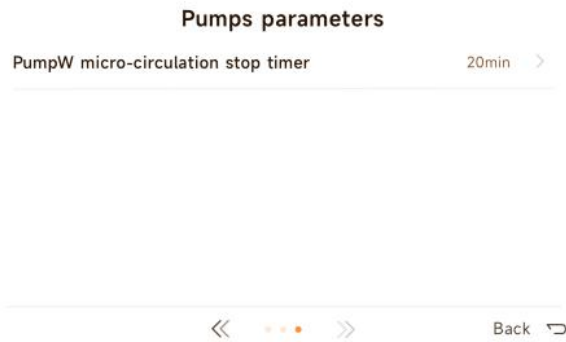 Pumps parameters
PumpW micro-circulation stop timer 20min
Back